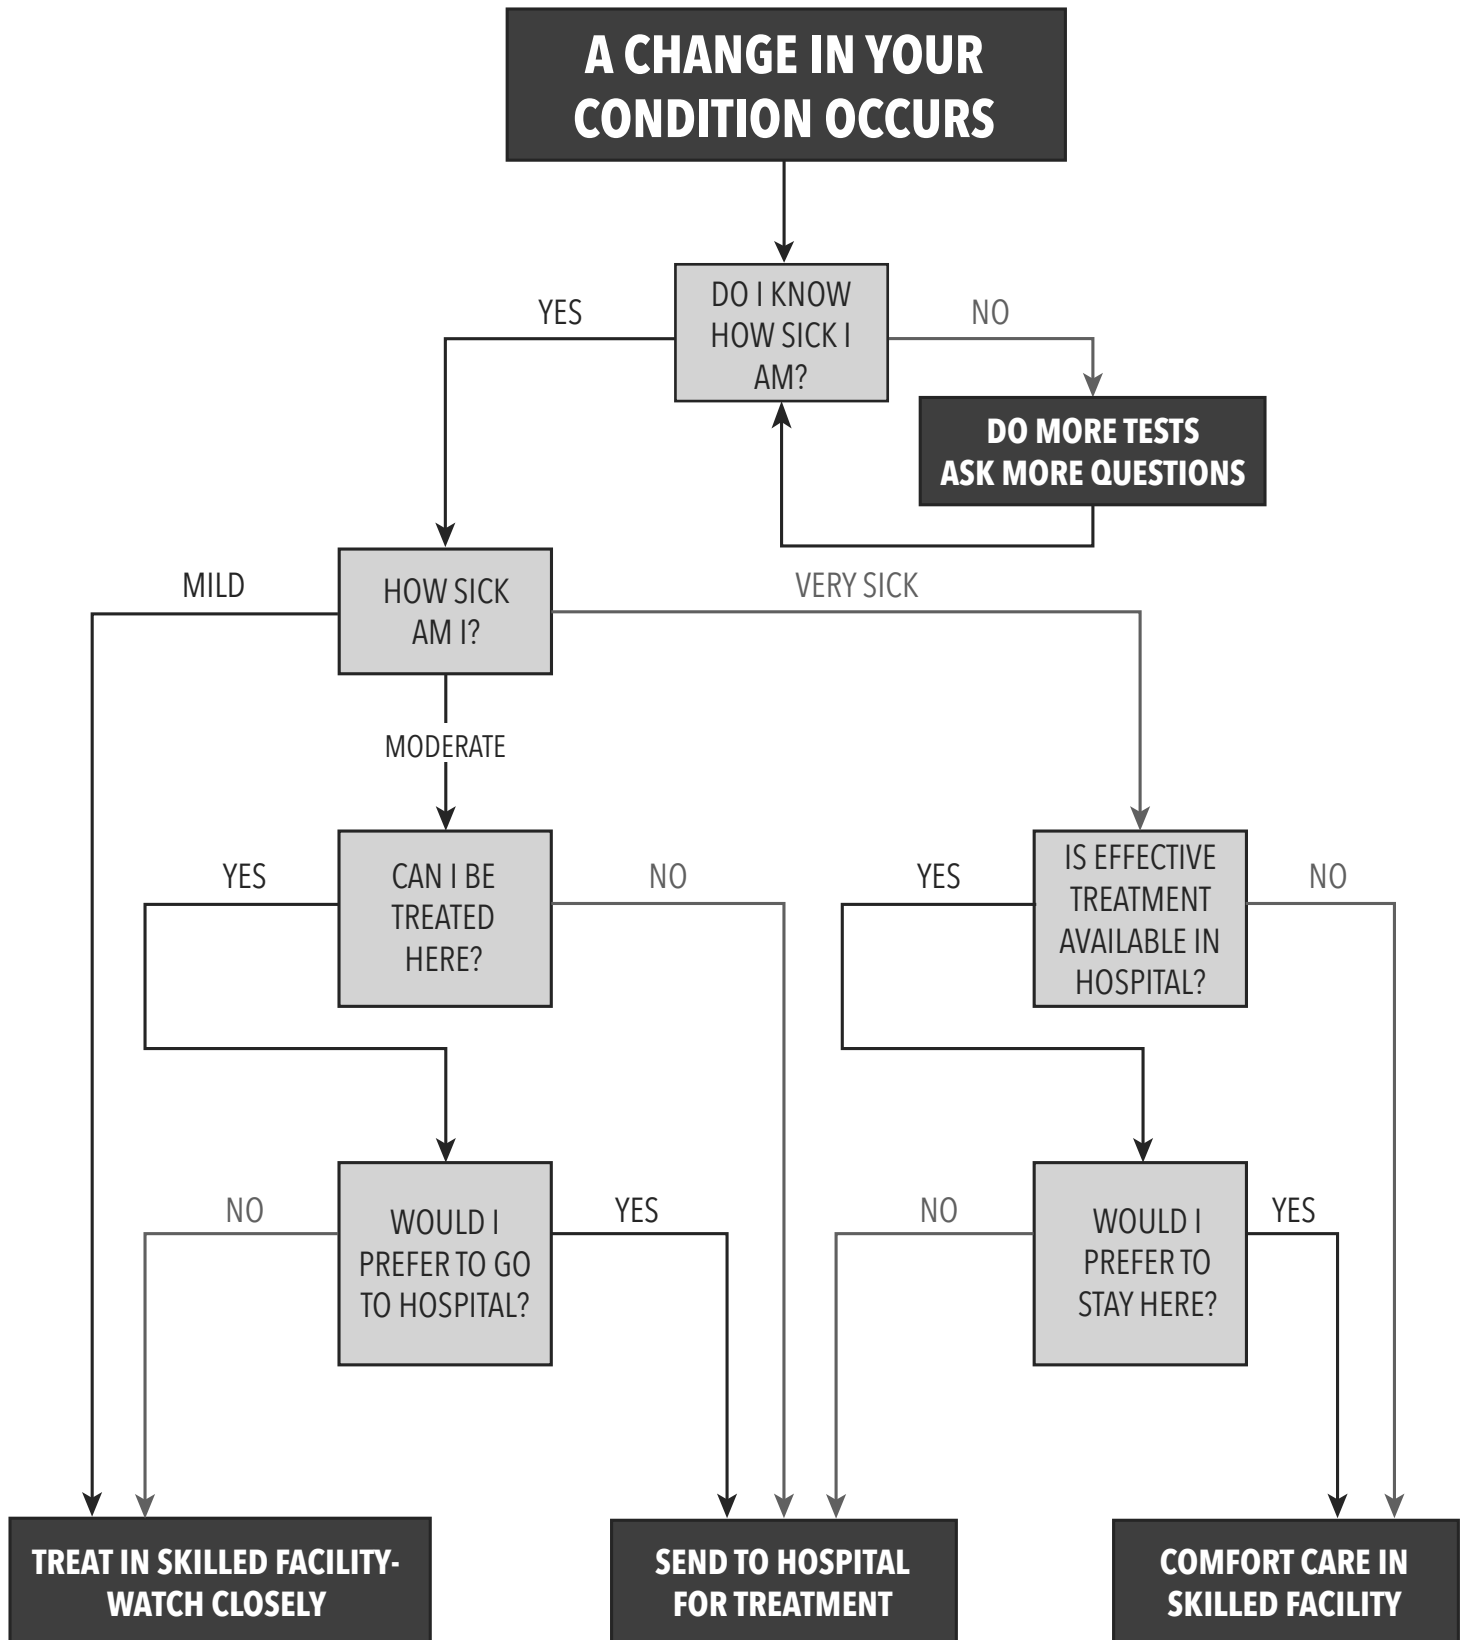 A CHANGE IN YOUR
CONDITION OCCURS
YES
DO I KNOW
HOW SICK I
AM?
NO
DO MORE TESTS
ASK MORE QUESTIONS
MILD
HOW SICK
AM I?
VERY SICK
MODERATE
YES
CAN I BE
TREATED
HERE?
NO
YES
IS EFFECTIVE
TREATMENT
AVAILABLE IN
HOSPITAL?
NO
NO
WOULD I
PREFER TO GO
TO HOSPITAL?
YES
NO
WOULD I
PREFER TO
STAY HERE?
YES
TREAT IN SKILLED FACILITY-
WATCH CLOSELY
SEND TO HOSPITAL
FOR TREATMENT
COMFORT CARE IN
SKILLED FACILITY